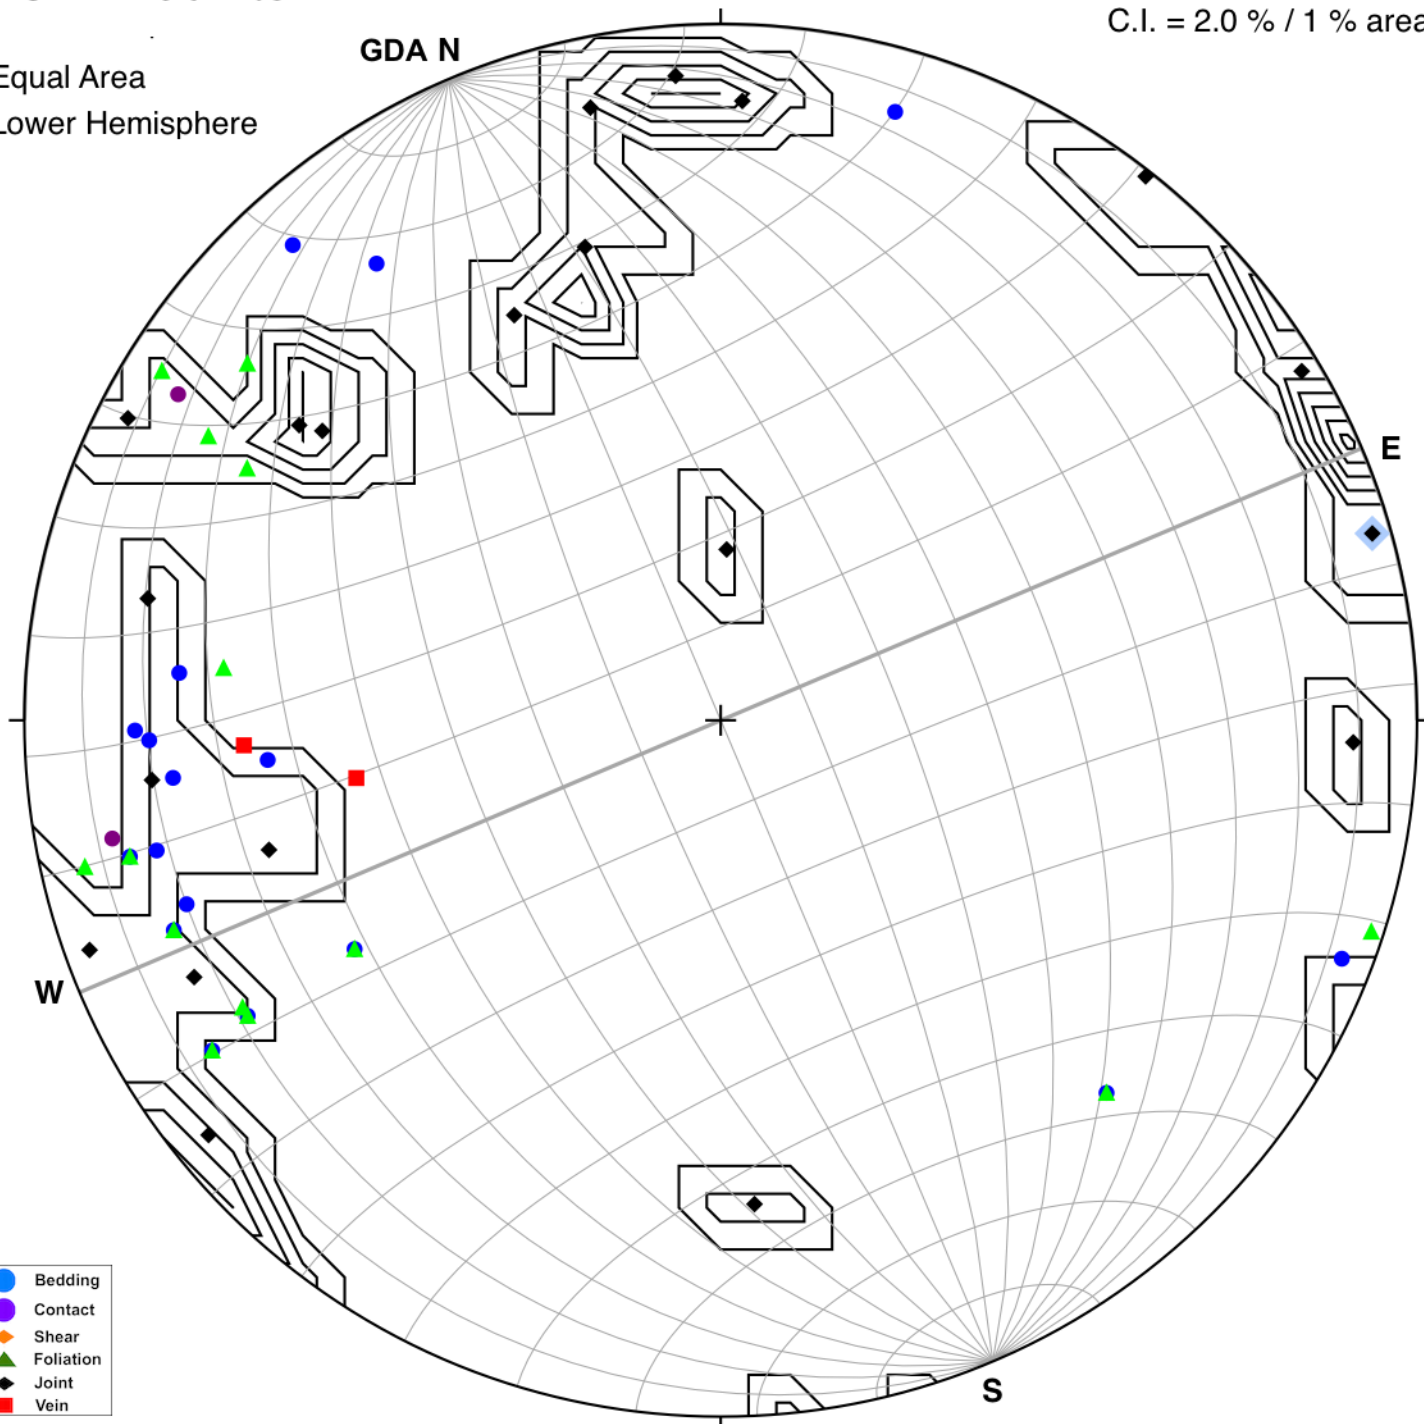 GDA N
C.I. = 2.0 % / 1 % area
Equal Area
Lower Hemisphere
E
W
S
Bedding
Contact
Shear
Foliation
Joint
Vein